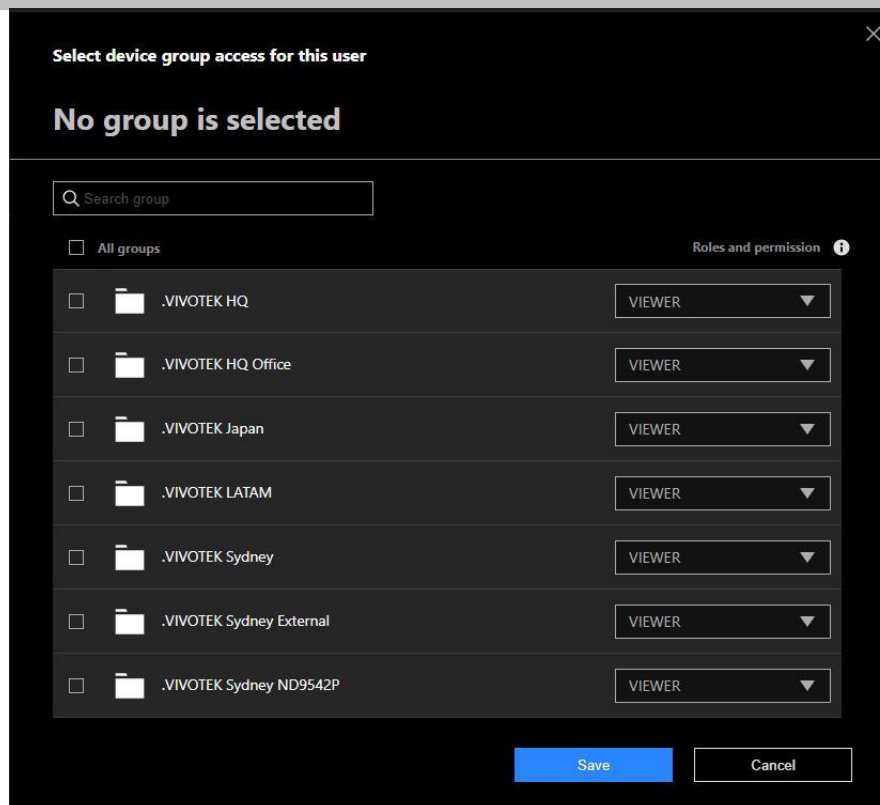 Select device group access for this user
No group is selected
Search group
All groups
Roles and permission
.VIVOTEK HQ
VIEWER
.VIVOTEK HQ Office
VIEWER
.VIVOTEK Japan
VIEWER
.VIVOTEK LATAM
VIEWER
.VIVOTEK Sydney
VIEWER
.VIVOTEK Sydney External
VIEWER
.VIVOTEK Sydney ND9542P
VIEWER
Save
Cancel